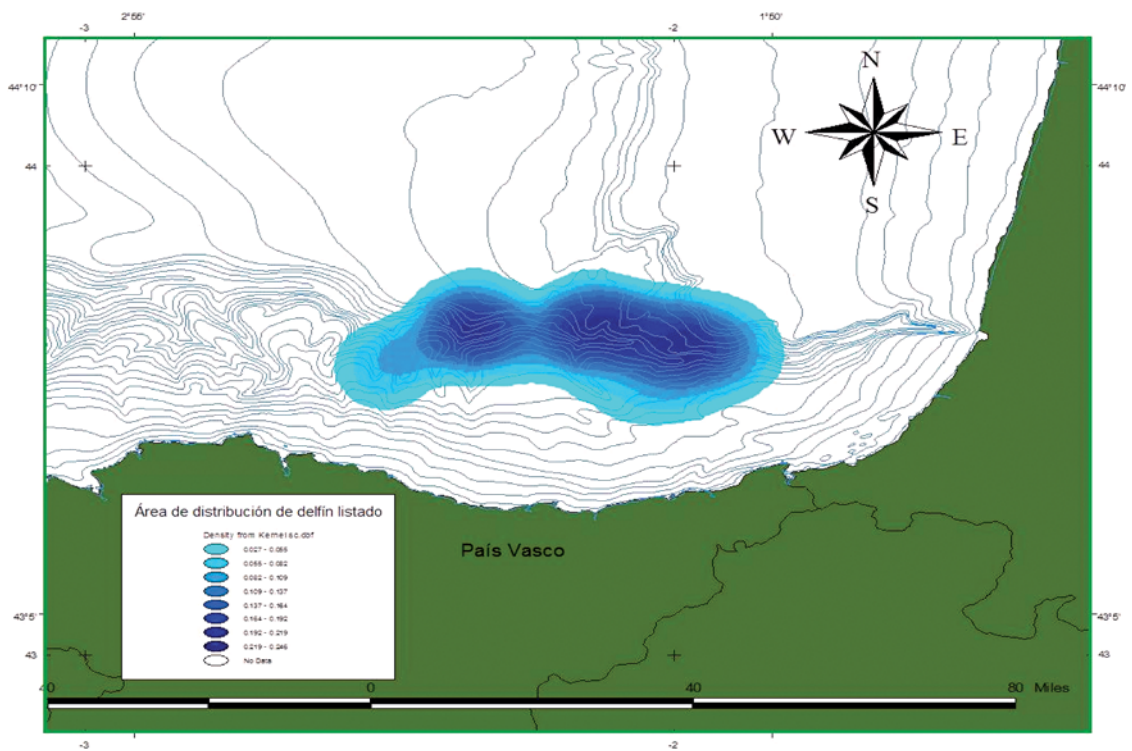 -3 2°55' -2 1°50'
44°10' 44°10'
N
W E
44 44
S
Área de distribución de delfín listado
Density from Kernel sc.dbf
0.027 - 0.055
0.055 - 0.082
0.082 - 0.109
0.109 - 0.137
0.137 - 0.164
0.164 - 0.192
0.192 - 0.219
0.219 - 0.246
No Data
País Vasco
43°5' 43°5'
43 43
40 0 40 80 Miles
-3 -2